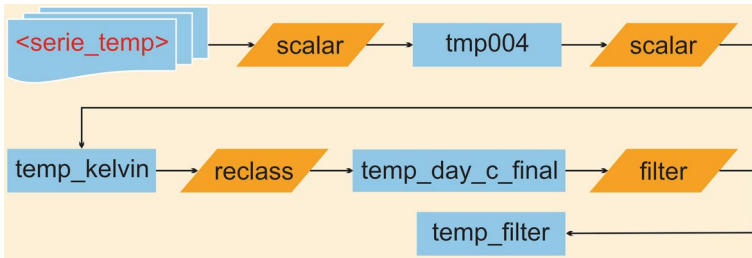 <serie_temp> scalar tmp004 scalar
temp_kelvin reclass temp_day_c_final filter
temp_filter